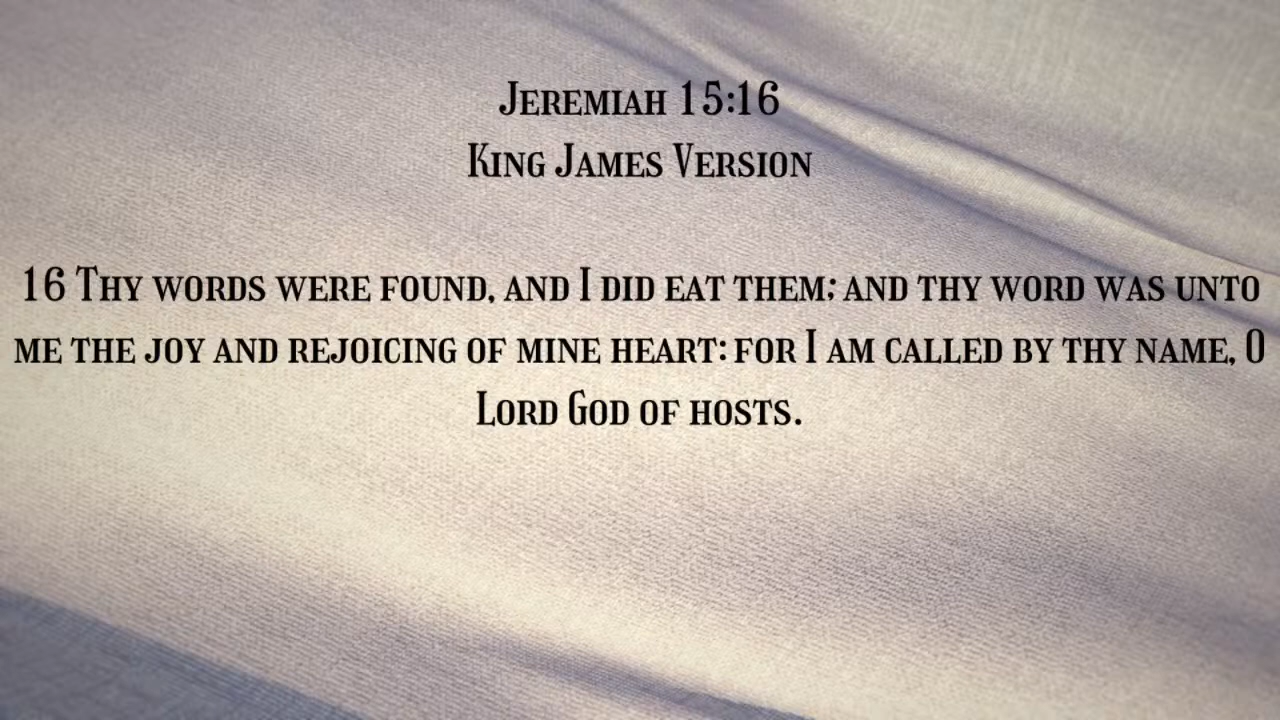 Jeremiah 15:16
King James Version
16 Thy words were found, and I did eat them; and thy word was unto
me the joy and rejoicing of mine heart: for I am called by thy name, O
Lord God of hosts.